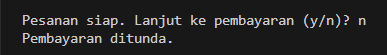 Pesanan siap. Lanjut ke pembayaran (y/n)? n
Pembayaran ditunda.